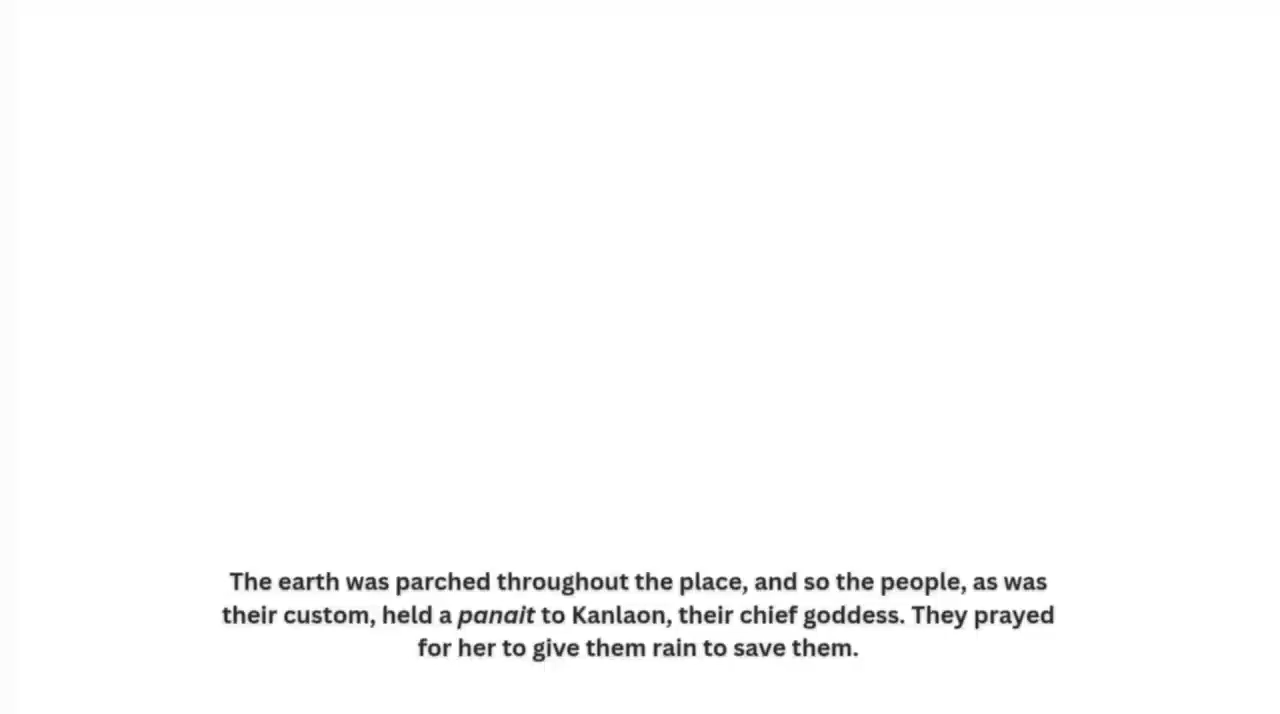 The earth was parched throughout the place, and so the people, as was
their custom, held a panait to Kanlaon, their chief goddess. They prayed
for her to give them rain to save them.